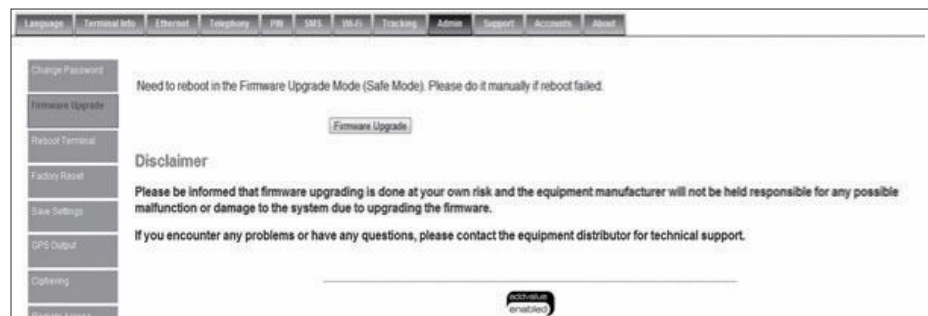 Language Terminal Info Ethernet Telephony PIN SMS Wi-Fi Tracking Admin Support Accounts About
Change Password
Firmware Upgrade
Reboot Terminal
Factory Reset
Save Settings
GPS Output
Ciphering
Remote Access
Need to reboot in the Firmware Upgrade Mode (Safe Mode). Please do it manually if reboot failed.
Firmware Upgrade
Disclaimer
Please be informed that firmware upgrading is done at your own risk and the equipment manufacturer will not be held responsible for any possible
malfunction or damage to the system due to upgrading the firmware.
If you encounter any problems or have any questions, please contact the equipment distributor for technical support.
addvalue
enabled